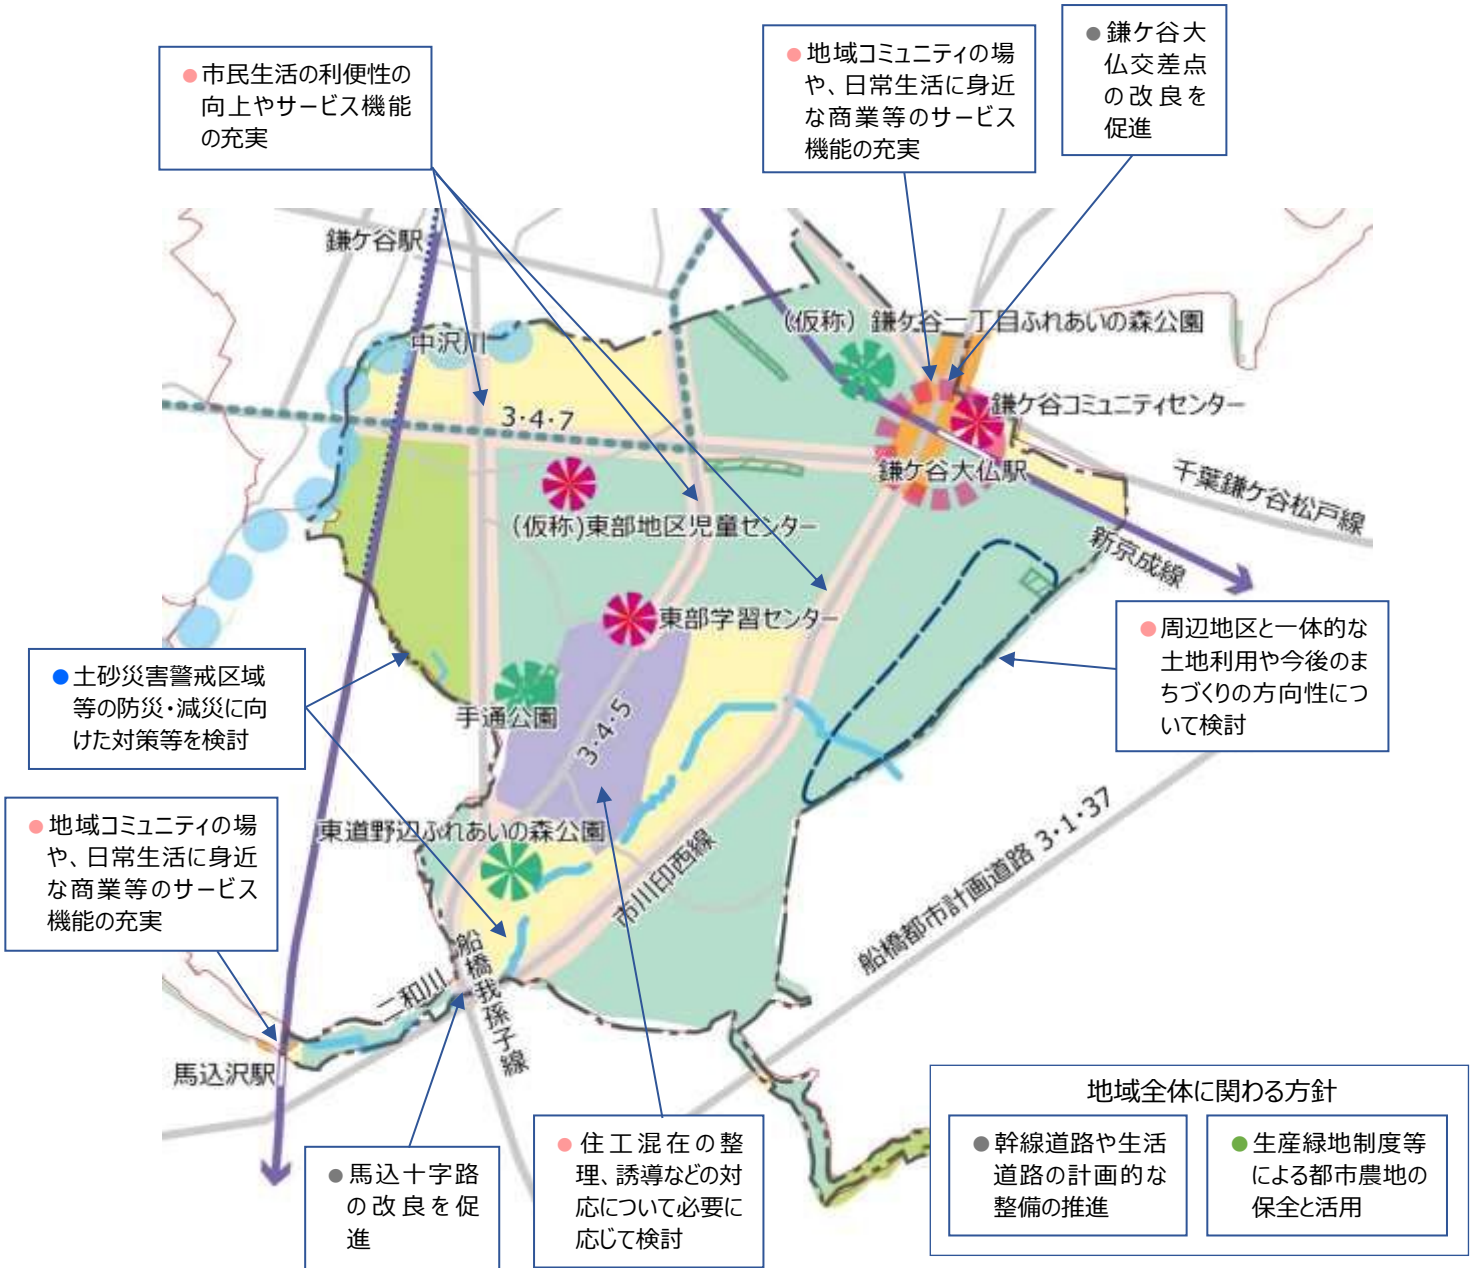 ●市民生活の利便性の
向上やサービス機能
の充実
●地域コミュニティの場
や、日常生活に身近
な商業等のサービス
機能の充実
●鎌ケ谷大
仏交差点
の改良を
促進
鎌ケ谷駅
(仮称) 鎌ケ谷一丁目ふれあいの森公園
中沢川
3・4・7
鎌ケ谷コミュニティセンター
鎌ケ谷大仏駅
千葉鎌ケ谷松戸線
(仮称)東部地区児童センター
新京成線
東部学習センター
●周辺地区と一体的な
土地利用や今後のま
ちづくりの方向性につ
いて検討
●土砂災害警戒区域
等の防災・減災に向
けた対策等を検討
手通公園
3・4・5
●地域コミュニティの場
や、日常生活に身近
な商業等のサービス
機能の充実
東道野辺ふれあいの森公園
市川印西線
船橋都市計画道路 3・1・37
船橋我孫子線
二和川
馬込沢駅
●馬込十字路
の改良を促
進
●住工混在の整
理、誘導などの対
応について必要に
応じて検討
地域全体に関わる方針
●幹線道路や生活
道路の計画的な
整備の推進
●生産緑地制度等
による都市農地の
保全と活用